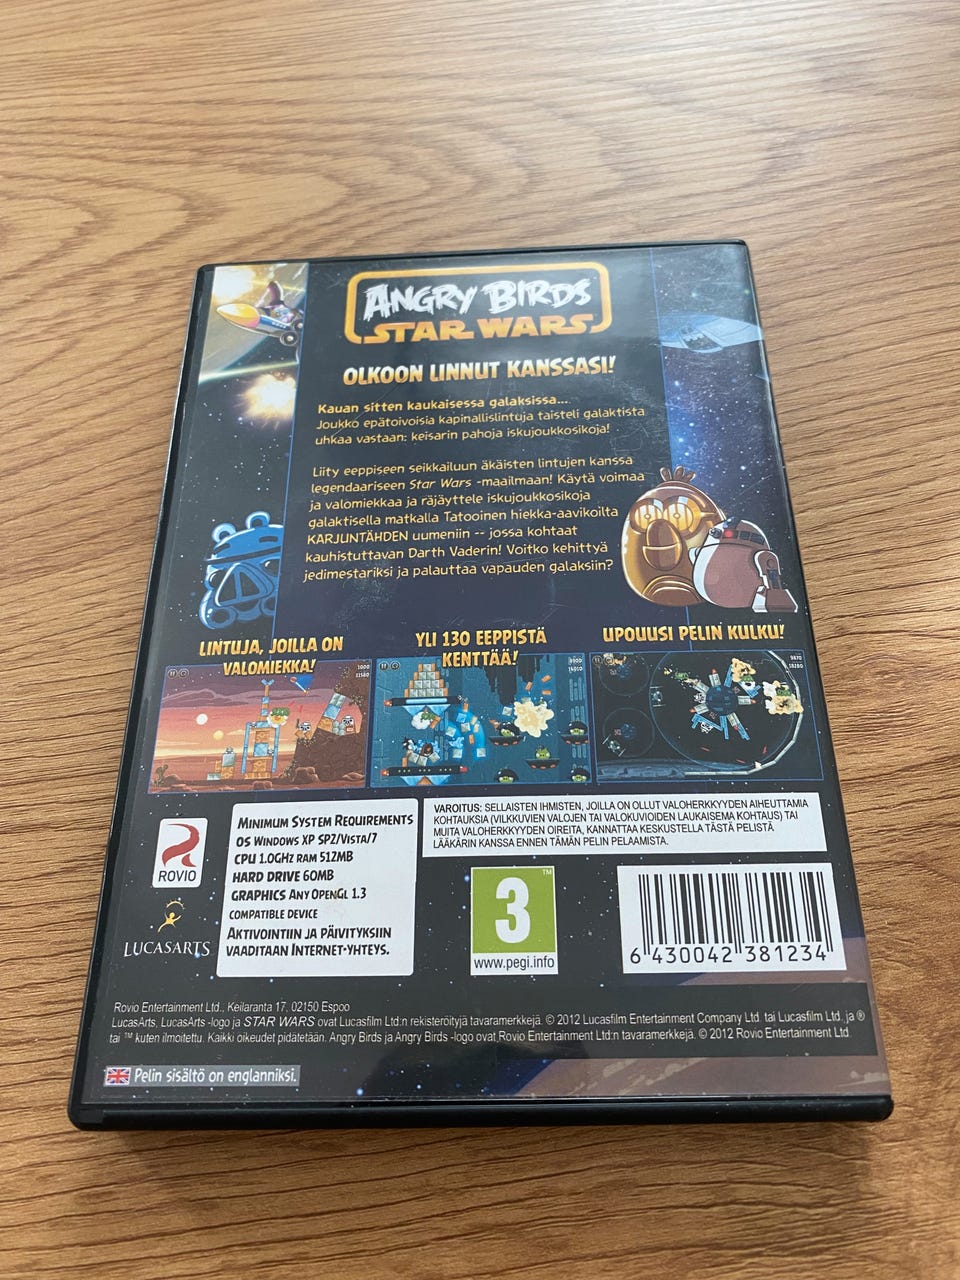 ANGRY BIRDS™
STAR WARS
OLKOON LINNUT KANSSASI!
Kauan sitten kaukaisessa galaksissa...
Joukko epätoivoisia kapinallislintuja taisteli galaktista
uhkaa vastaan: keisarin pahoja iskujoukkosikoja!
Liity eeppiseen seikkailuun äkäisten lintujen kanssa
legendaariseen Star Wars -maailmaan! Käytä voimaa
ja valomiekkaa ja räjäyttele iskujoukkosikoja
galaktisella matkalla Tatooinen hiekka-aavikoilta
KARJUNTÄHDEN uumeniin -- jossa kohtaat
kauhistuttavan Darth Vaderin! Voitko kehittyä
jedimestariksi ja palauttaa vapauden galaksiin?
LINTUJA, JOILLA ON
VALOMIEKKA!
YLI 130 EEPPISTÄ
KENTTÄÄ!
UPOUUSI PELIN KULKU!
1000
11580
9870
18280
ROVIO
LUCASARTS
MINIMUM SYSTEM REQUIREMENTS
OS WINDOWS XP SP2/VISTA/7
CPU 1.0GHZ RAM 512MB
HARD DRIVE 60MB
GRAPHICS ANY OPENGL 1.3
COMPATIBLE DEVICE
AKTIVOINTIIN JA PÄIVITYKSIIN
VAADITAAN INTERNET-YHTEYS.
VAROITUS: SELLAISTEN IHMISTEN, JOILLA ON OLLUT VALOHERKKYYDEN AIHEUTTAMIA
KOHTAUKSIA (VILKKUVIEN VALOJEN TAI VALOKUVIOIDEN LAUKAISEMA KOHTAUS) TAI
MUITA VALOHERKKYYDEN OIREITA, KANNATTAA KESKUSTELLA TÄSTÄ PELISTÄ
LÄÄKÄRIN KANSSA ENNEN TÄMÄN PELIN PELAAMISTA.
3™
www.pegi.info
6 430042 381234
Rovio Entertainment Ltd., Keilaranta 17, 02150 Espoo
LucasArts, LucasArts -logo ja STAR WARS ovat Lucasfilm Ltd:n rekisteröityjä tavaramerkkejä. © 2012 Lucasfilm Entertainment Company Ltd. tai Lucasfilm Ltd. ja ®
tai ™ kuten ilmoitettu. Kaikki oikeudet pidätetään. Angry Birds ja Angry Birds -logo ovat Rovio Entertainment Ltd:n tavaramerkkejä. © 2012 Rovio Entertainment Ltd.
Pelin sisältö on englanniksi.